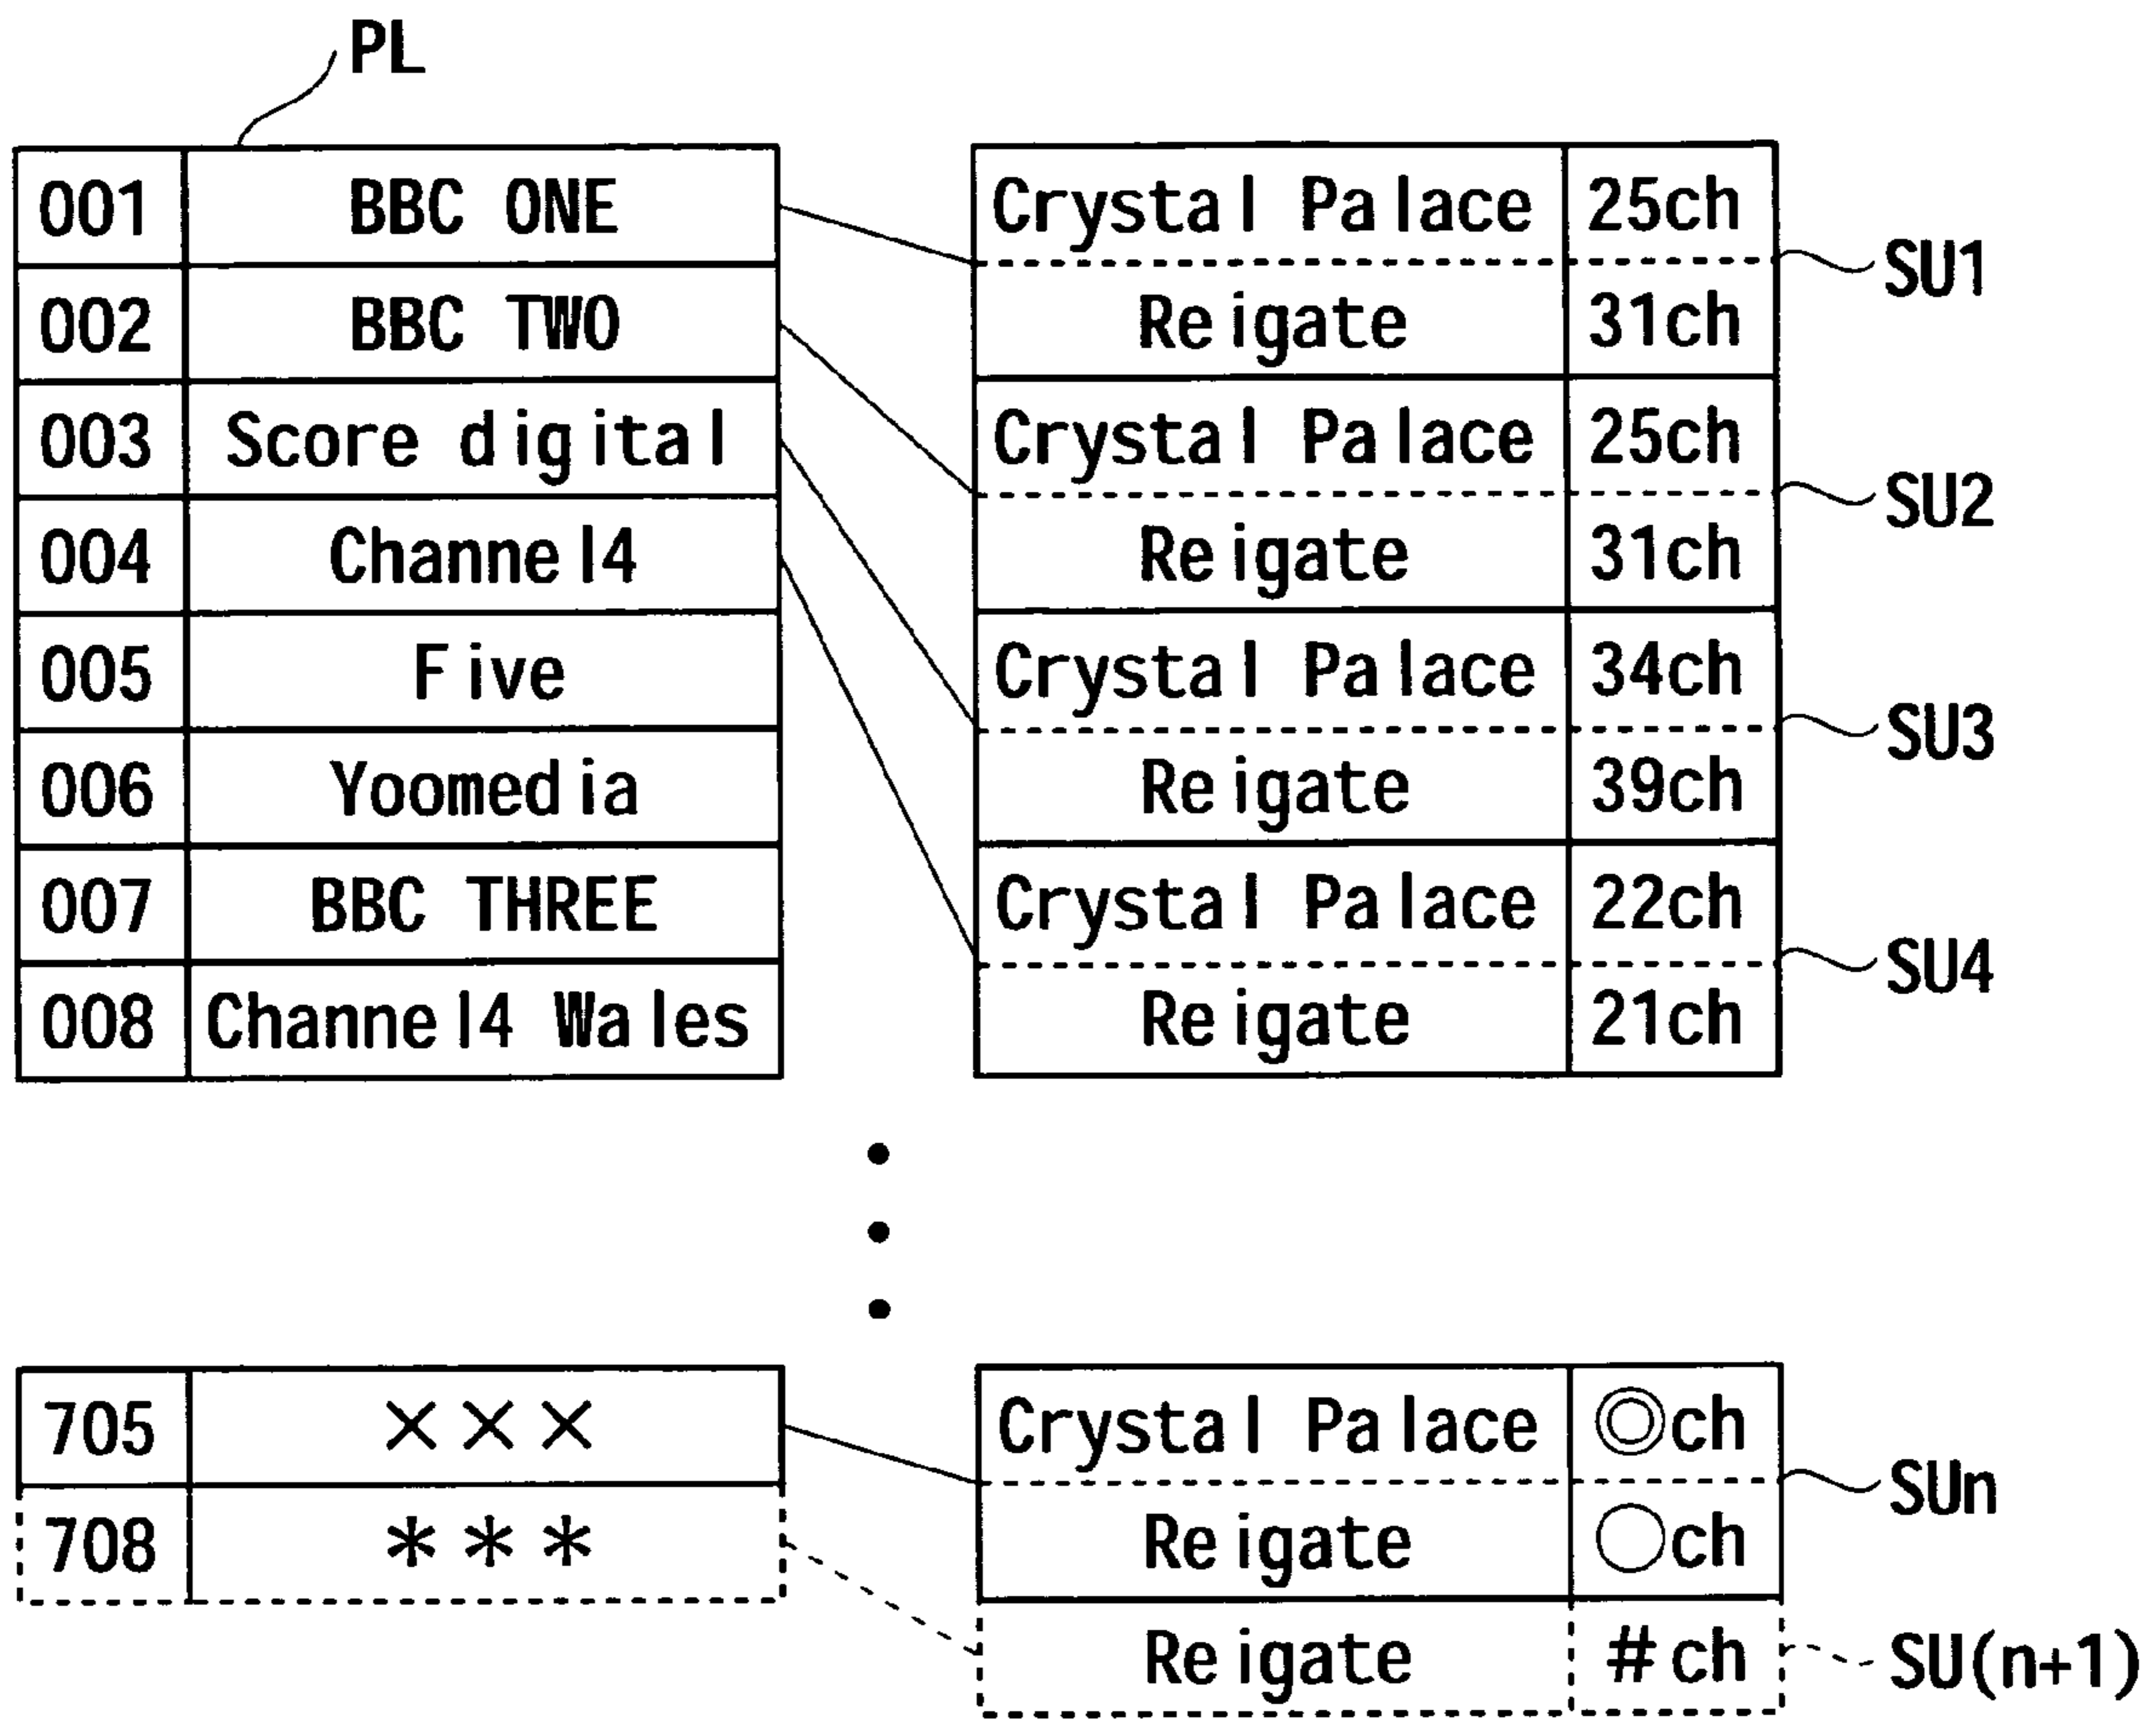 PL
001 BBC ONE
002 BBC TWO
003 Score digital
004 Channel4
005 Five
006 Yoomedia
007 BBC THREE
008 Channel4 Wales
Crystal Palace 25ch
Reigate 31ch
SU1
Crystal Palace 25ch
Reigate 31ch
SU2
Crystal Palace 34ch
Reigate 39ch
SU3
Crystal Palace 22ch
Reigate 21ch
SU4
705 ×××
708 ***
Crystal Palace ◎ch
Reigate ○ch
SUn
Reigate #ch
SU(n+1)